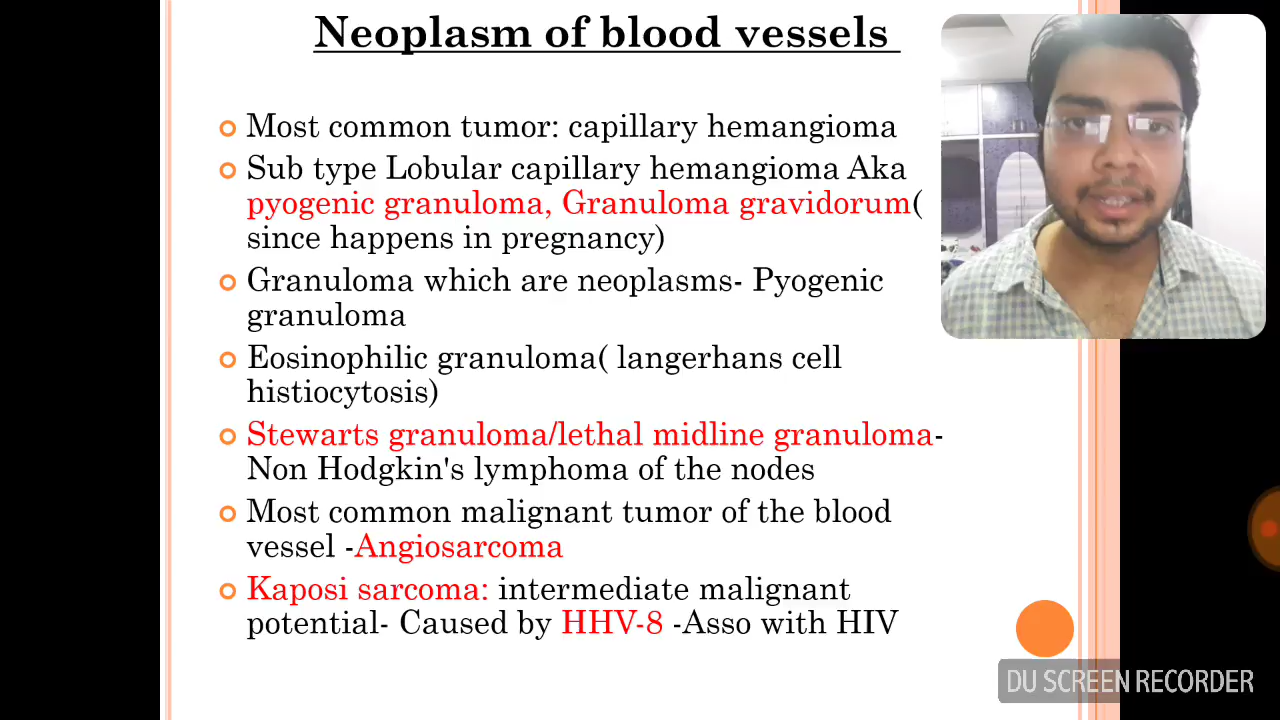 Neoplasm of blood vessels
Most common tumor: capillary hemangioma
Sub type Lobular capillary hemangioma Aka
pyogenic granuloma, Granuloma gravidorum(
since happens in pregnancy)
Granuloma which are neoplasms- Pyogenic
granuloma
Eosinophilic granuloma( langerhans cell
histiocytosis)
Stewarts granuloma/lethal midline granuloma-
Non Hodgkin's lymphoma of the nodes
Most common malignant tumor of the blood
vessel -Angiosarcoma
Kaposi sarcoma: intermediate malignant
potential- Caused by HHV-8 -Asso with HIV
DU SCREEN RECORDER